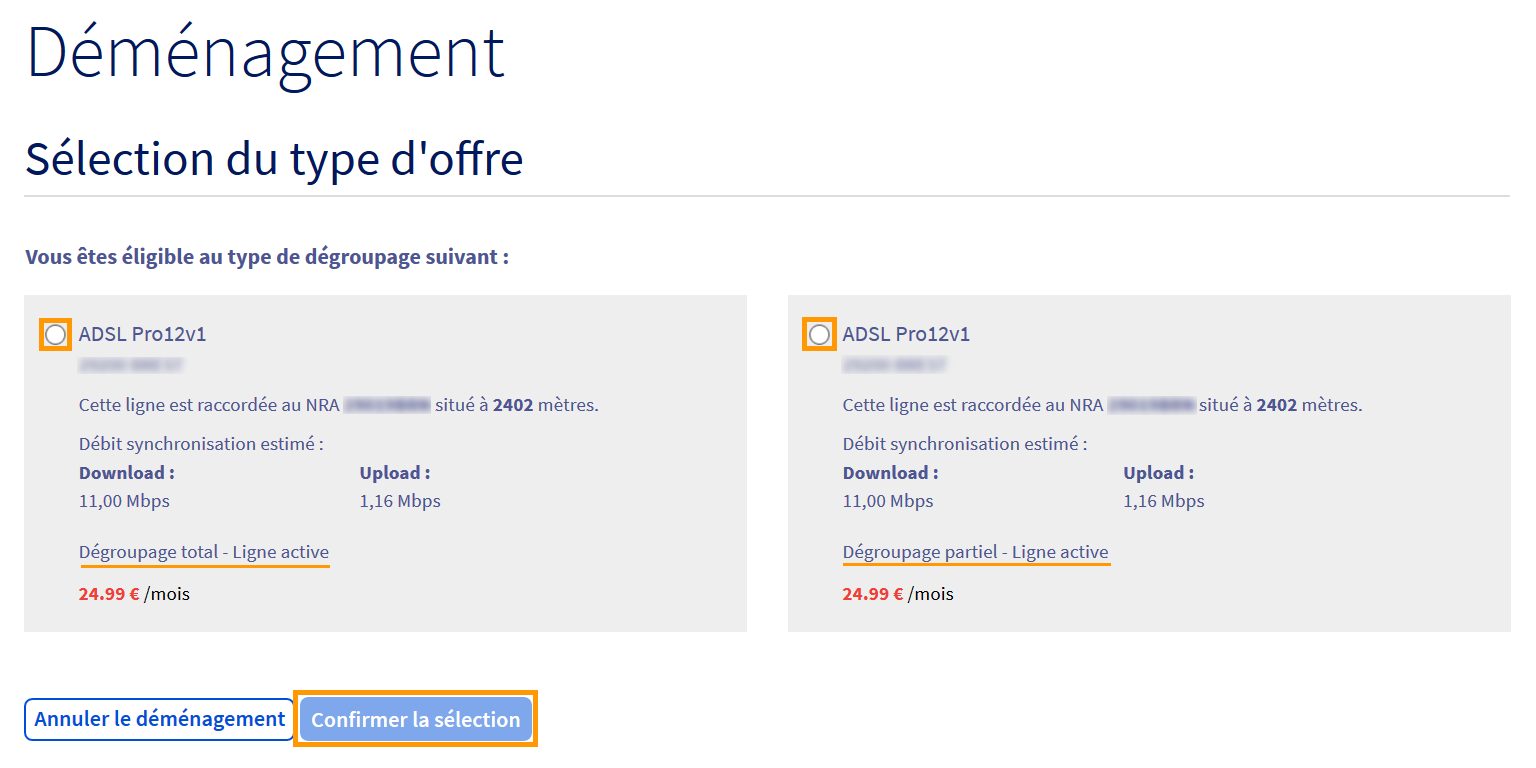 Déménagement
Sélection du type d'offre
Vous êtes éligible au type de dégroupage suivant :
ADSL Pro12v1
Cette ligne est raccordée au NRA situé à 2402 mètres.
Débit synchronisation estimé :
Download : Upload :
11,00 Mbps 1,16 Mbps
Dégroupage total - Ligne active
24.99 € /mois
ADSL Pro12v1
Cette ligne est raccordée au NRA situé à 2402 mètres.
Débit synchronisation estimé :
Download : Upload :
11,00 Mbps 1,16 Mbps
Dégroupage partiel - Ligne active
24.99 € /mois
Annuler le déménagement Confirmer la sélection